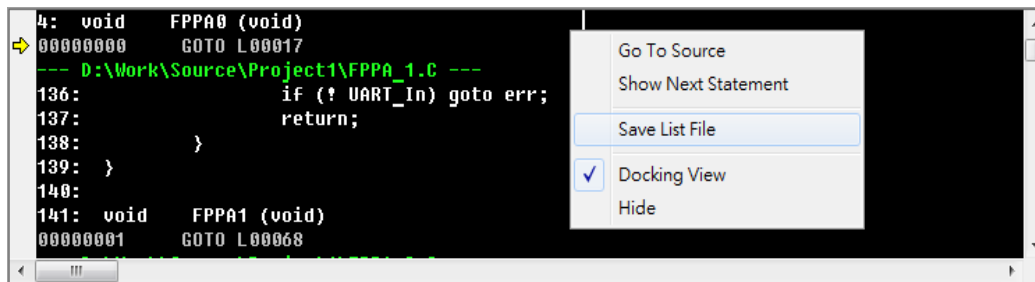 4:  void    FPPA0 (void)
00000000    GOTO L00017
--- D:\Work\Source\Project1\FPPA_1.C ---
136:                if (! UART_In) goto err;
137:                return;
138:        }
139:  }
140:
141:  void    FPPA1 (void)
00000001    GOTO L00068
Go To Source
Show Next Statement
Save List File
Docking View
Hide